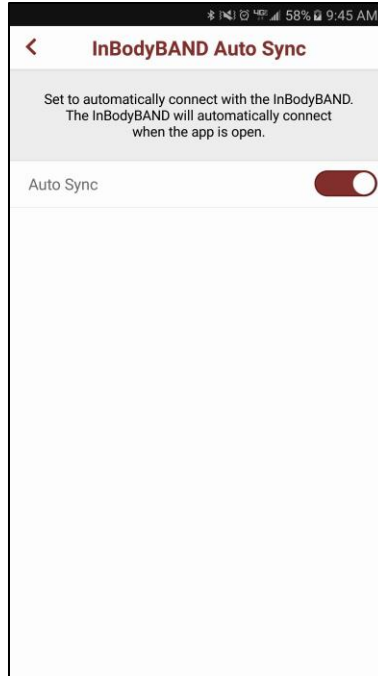 58% 9:45 AM
InBodyBAND Auto Sync
Set to automatically connect with the InBodyBAND.
The InBodyBAND will automatically connect
when the app is open.
Auto Sync